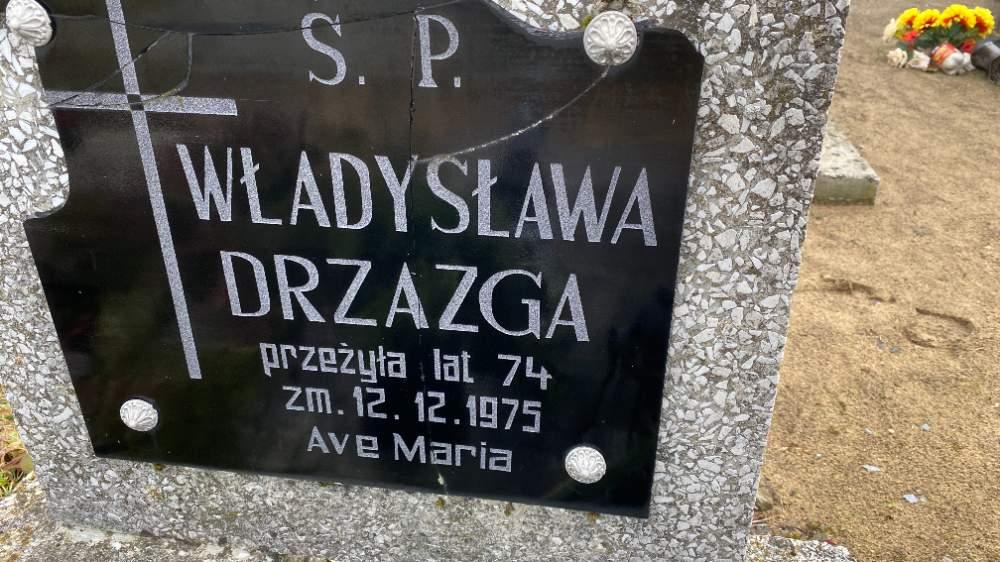 Ś. P.
WŁADYSŁAWA
DRZAZGA
przeżyła lat 74
zm. 12. 12. 1975
Ave Maria